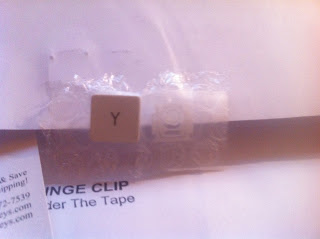 Y
& Save
hipping!
72-7539
eys.com
eys.com
INGE CLIP
der The Tape